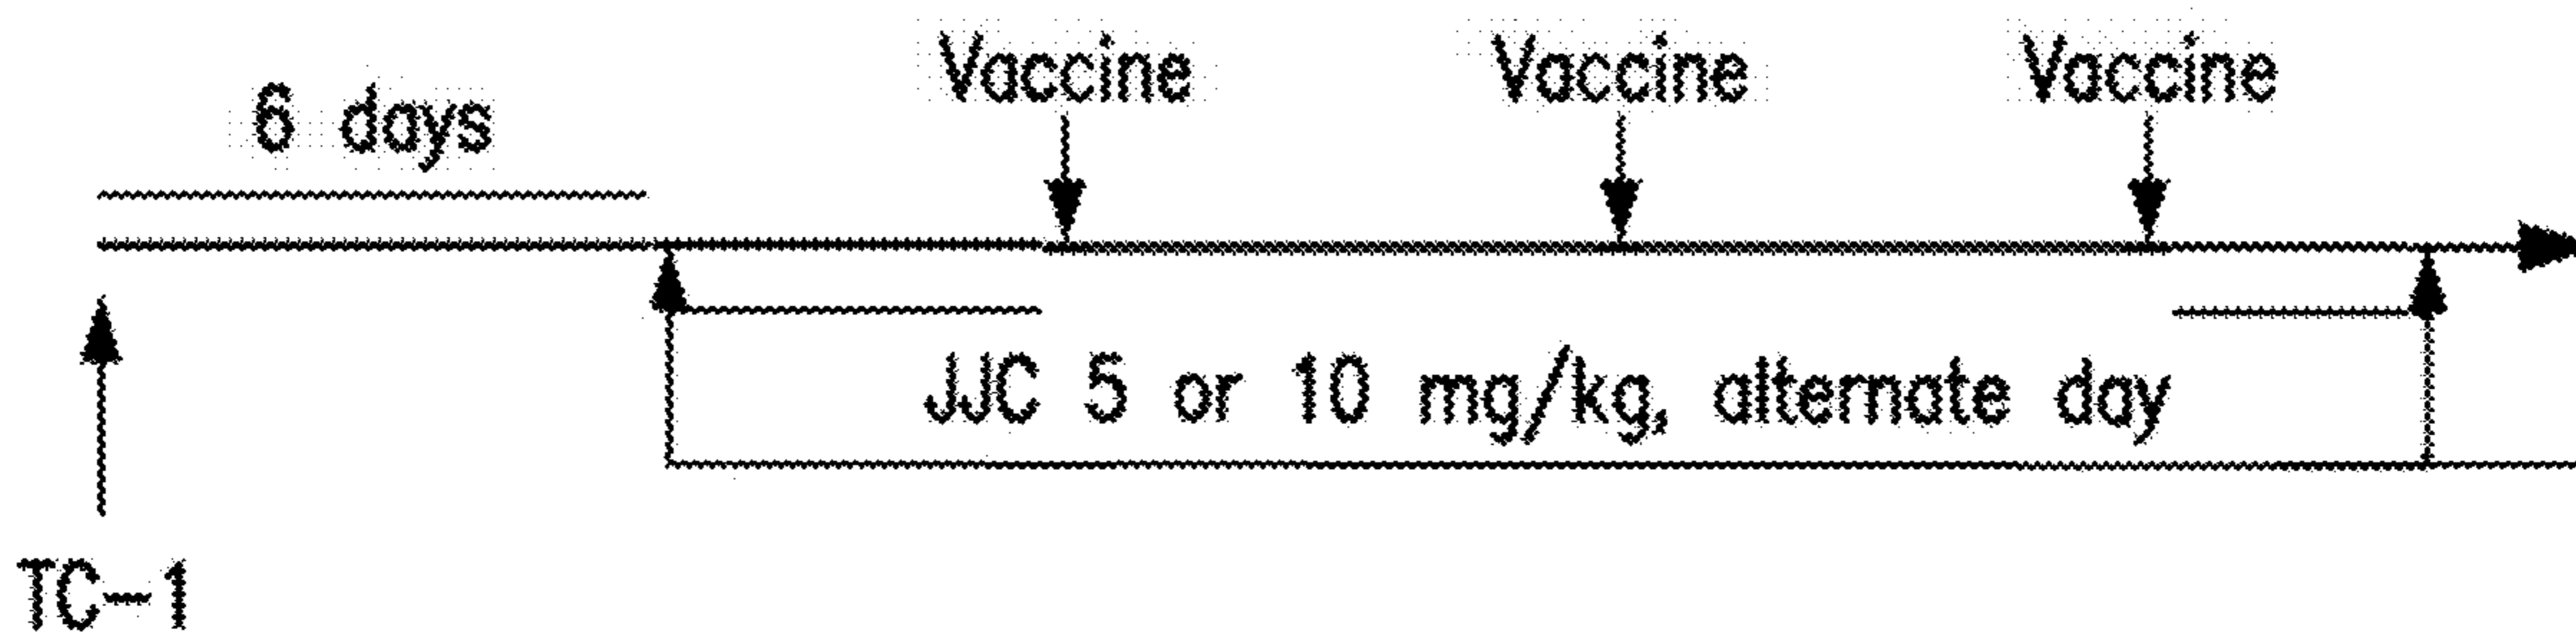 Vaccine Vaccine Vaccine
6 days
JJC 5 or 10 mg/kg, alternate day
TC-1